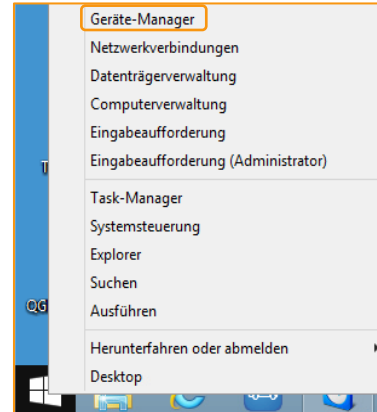 Geräte-Manager
Netzwerkverbindungen
Datenträgerverwaltung
Computerverwaltung
Eingabeaufforderung
Eingabeaufforderung (Administrator)
Task-Manager
Systemsteuerung
Explorer
Suchen
Ausführen
Herunterfahren oder abmelden
Desktop